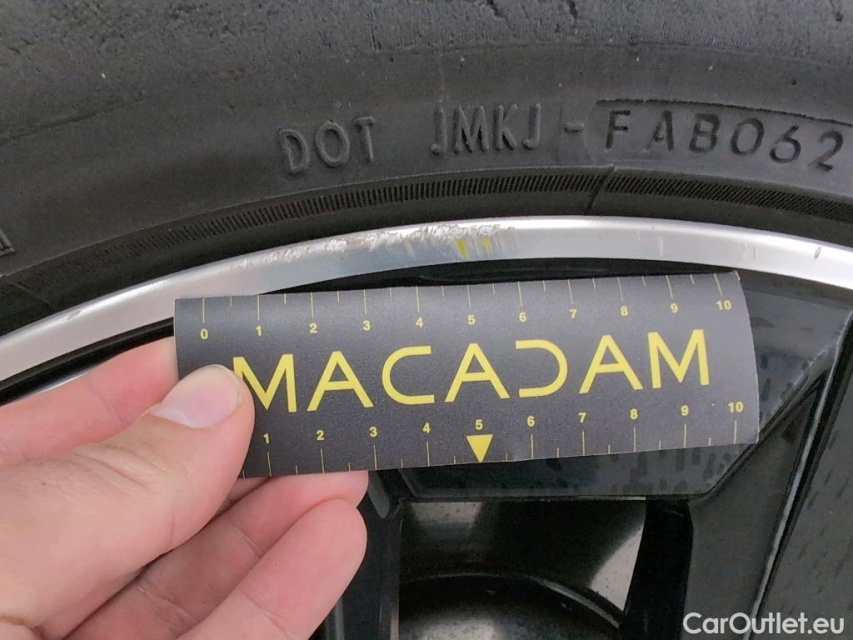 DOT JMKJ - FAB062
0 1 2 3 4 5 6 7 8 9 10
MACADAM
1 2 3 4 5 6 7 8 9 10
CarOutlet.eu